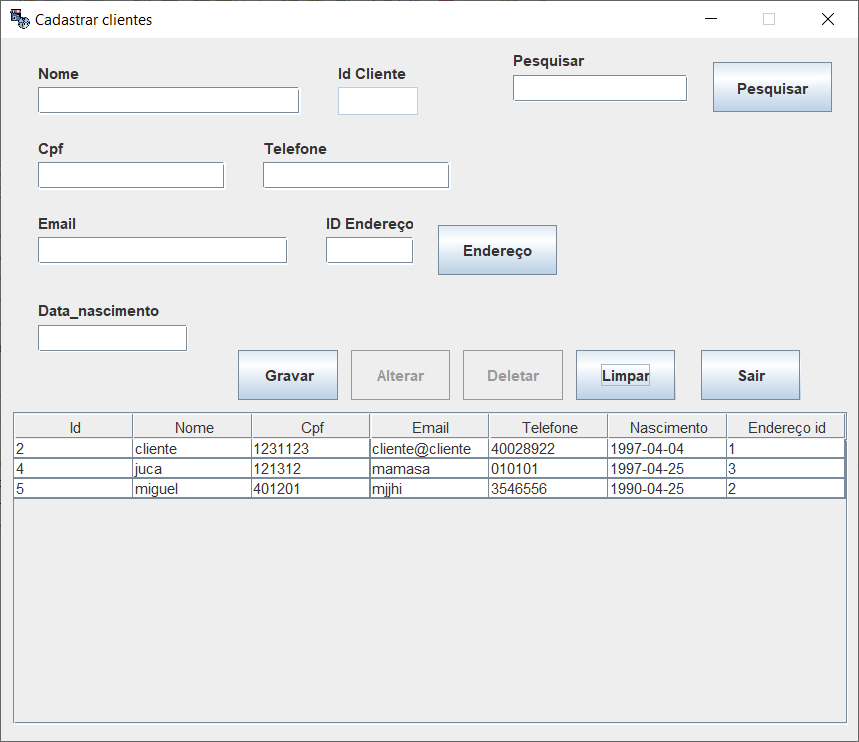 Cadastrar clientes
Nome Id Cliente Pesquisar
Pesquisar
Cpf Telefone
Email ID Endereço
Endereço
Data_nascimento
Gravar Alterar Deletar Limpar Sair
Id Nome Cpf Email Telefone Nascimento Endereço id
2 cliente 1231123 cliente@cliente 40028922 1997-04-04 1
4 juca 121312 mamasa 010101 1997-04-25 3
5 miguel 401201 mjjhi 3546556 1990-04-25 2